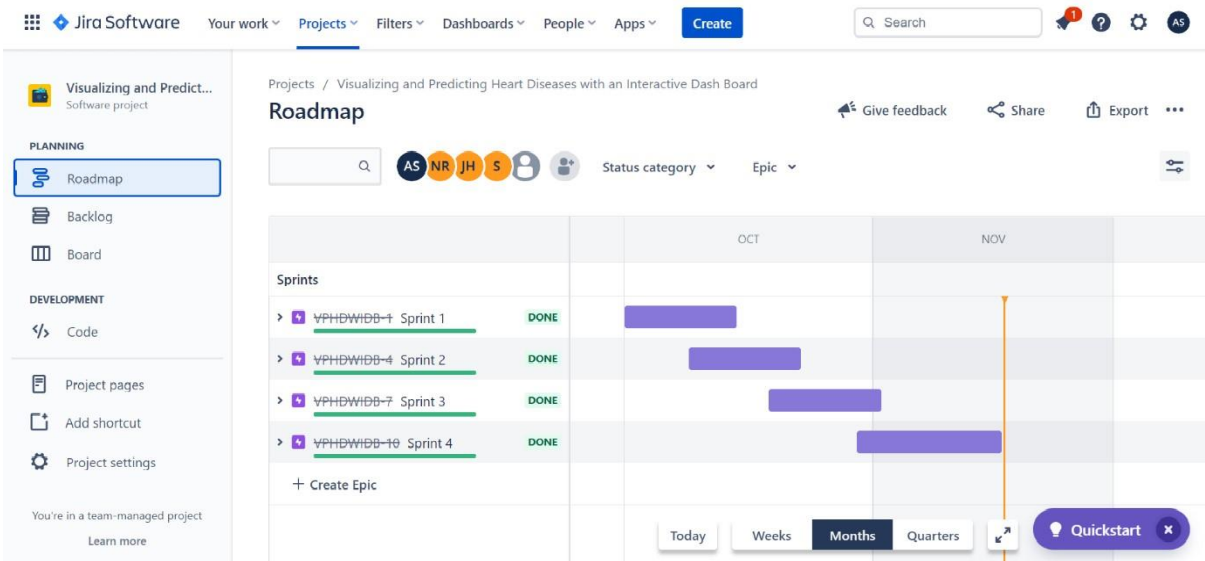 Jira Software Your work Projects Filters Dashboards People Apps Create Search 1 AS
Visualizing and Predict...
Software project
PLANNING
Roadmap
Backlog
Board
DEVELOPMENT
Code
Project pages
Add shortcut
Project settings
You're in a team-managed project
Learn more
Projects / Visualizing and Predicting Heart Diseases with an Interactive Dash Board
Roadmap
Give feedback Share Export
AS NR JH S Status category Epic
OCT NOV
Sprints
VPHDWIDB-1 Sprint 1 DONE
VPHDWIDB-4 Sprint 2 DONE
VPHDWIDB-7 Sprint 3 DONE
VPHDWIDB-10 Sprint 4 DONE
+ Create Epic
Today Weeks Months Quarters
Quickstart